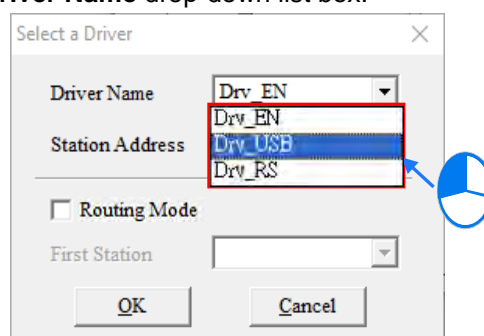 river Name drop-down list box.
Select a Driver
Driver Name Drv_EN
Drv_EN
Station Address Drv_USB
Drv_RS
Routing Mode
First Station
OK Cancel